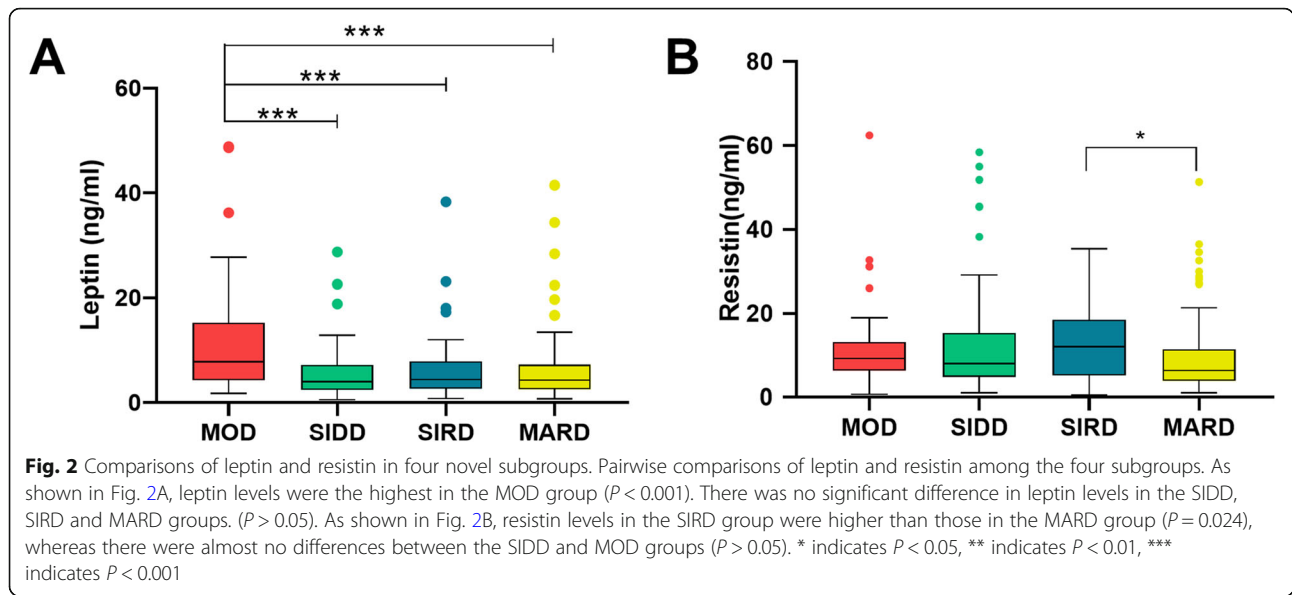 A
***
***
***
60
40
20
0
Leptin (ng/ml)
MOD SIDD SIRD MARD
B
*
80
60
40
20
0
Resistin(ng/ml)
MOD SIDD SIRD MARD
Fig. 2 Comparisons of leptin and resistin in four novel subgroups. Pairwise comparisons of leptin and resistin among the four subgroups. As
shown in Fig. 2A, leptin levels were the highest in the MOD group (P < 0.001). There was no significant difference in leptin levels in the SIDD,
SIRD and MARD groups. (P > 0.05). As shown in Fig. 2B, resistin levels in the SIRD group were higher than those in the MARD group (P = 0.024),
whereas there were almost no differences between the SIDD and MOD groups (P > 0.05). * indicates P < 0.05, ** indicates P < 0.01, ***
indicates P < 0.001